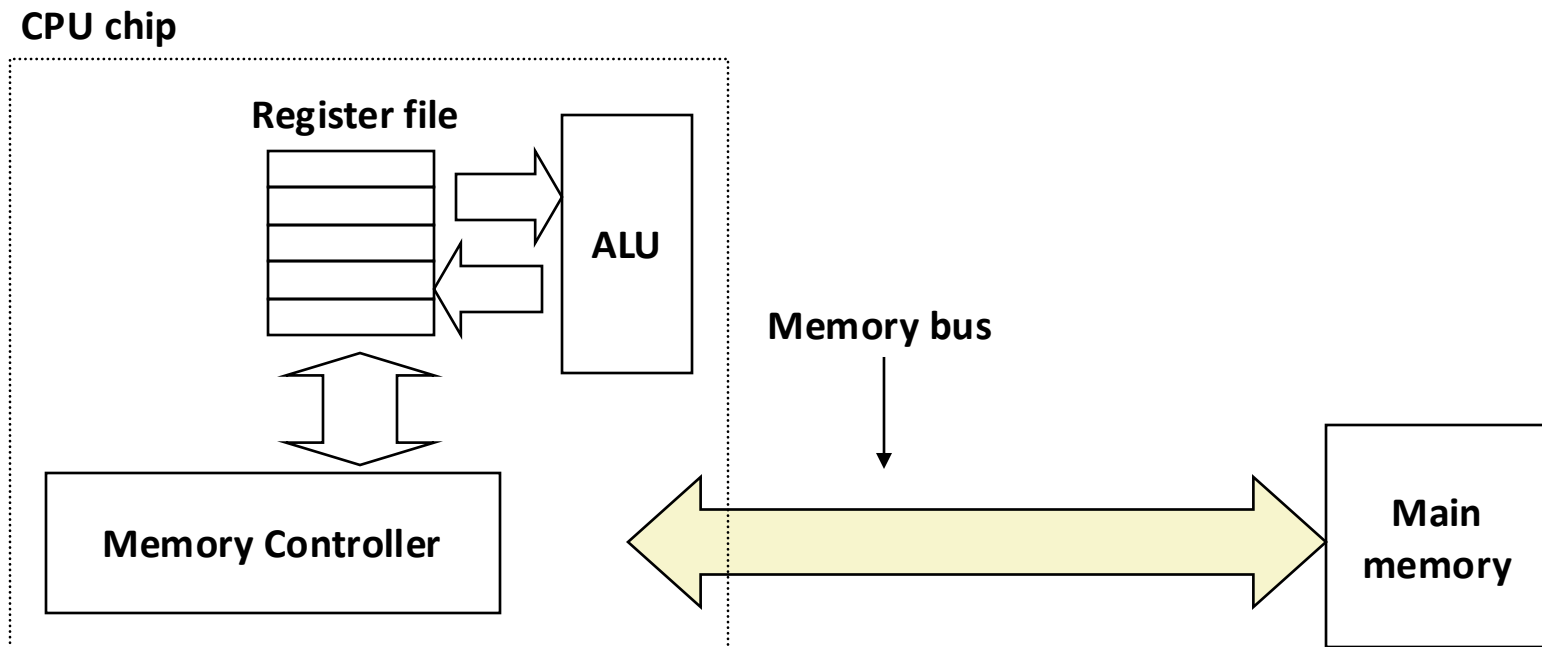 CPU chip
Register file
ALU
Memory bus
Memory Controller
Main
memory